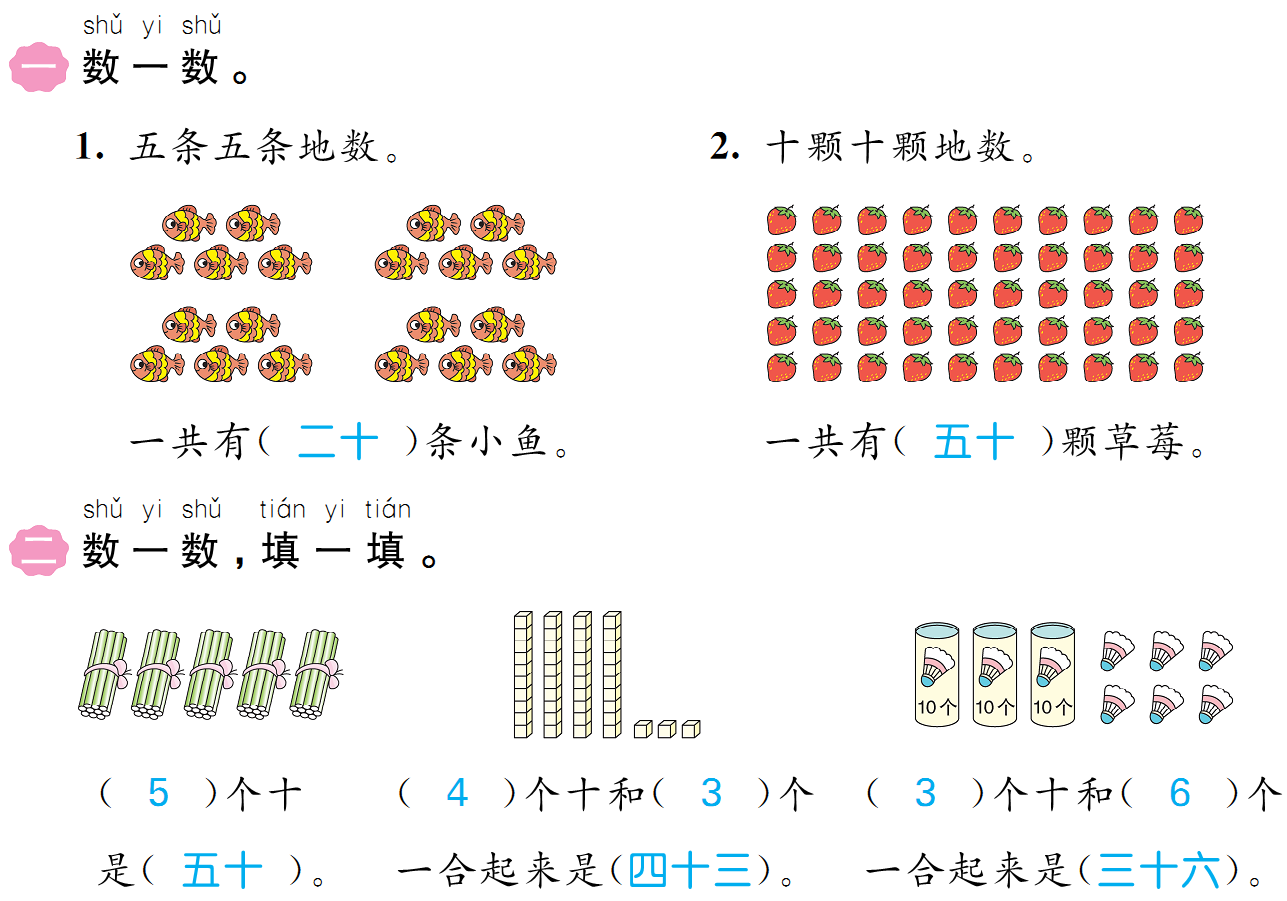 shǔ yi shǔ
一 数一数。
1. 五条五条地数。
2. 十颗十颗地数。
一共有( 二十 )条小鱼。
一共有( 五十 )颗草莓。
shǔ yi shǔ tián yi tián
二 数一数,填一填。
10个 10个 10个
( 5 )个十
是( 五十 )。
( 4 )个十和( 3 )个
一合起来是(四十三)。
( 3 )个十和( 6 )个
一合起来是(三十六)。